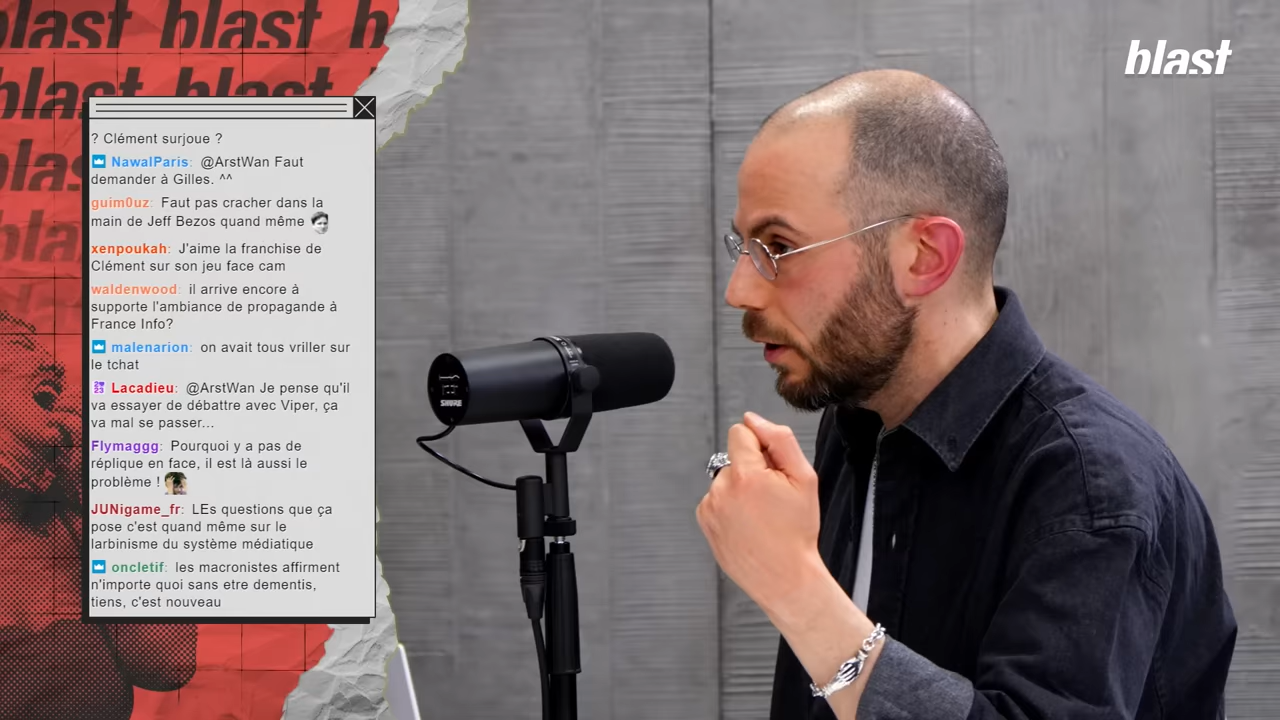 blast blast b
blast blast
blas
blast
? Clément surjoue ?
NawalParis: @ArstWan Faut
demander à Gilles. ^^
guim0uz: Faut pas cracher dans la
main de Jeff Bezos quand même
xenpoukah: J'aime la franchise de
Clément sur son jeu face cam
waldenwood: il arrive encore à
supporte l'ambiance de propagande à
France Info?
malenarion: on avait tous vriller sur
le tchat
Lacadieu: @ArstWan Je pense qu'il
va essayer de débattre avec Viper, ça
va mal se passer...
Flymaggg: Pourquoi y a pas de
réplique en face, il est là aussi le
problème !
JUNigame_fr: LEs questions que ça
pose c'est quand même sur le
larbinisme du système médiatique
oncletif: les macronistes affirment
n'importe quoi sans etre dementis,
tiens, c'est nouveau
SHURE
blast